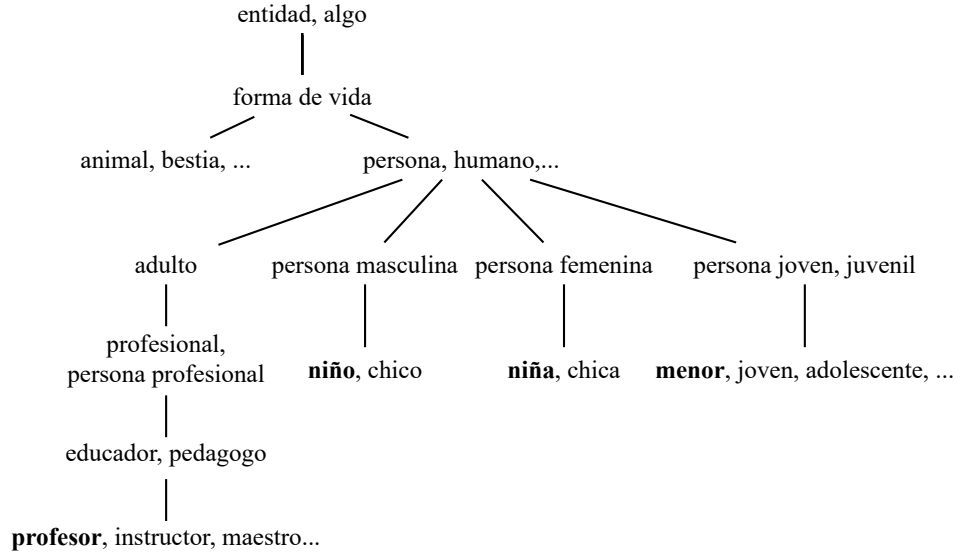 entidad, algo
forma de vida
animal, bestia, ...
persona, humano,...
adulto
persona masculina
persona femenina
persona joven, juvenil
profesional,
persona profesional
niño, chico
niña, chica
menor, joven, adolescente, ...
educador, pedagogo
profesor, instructor, maestro...